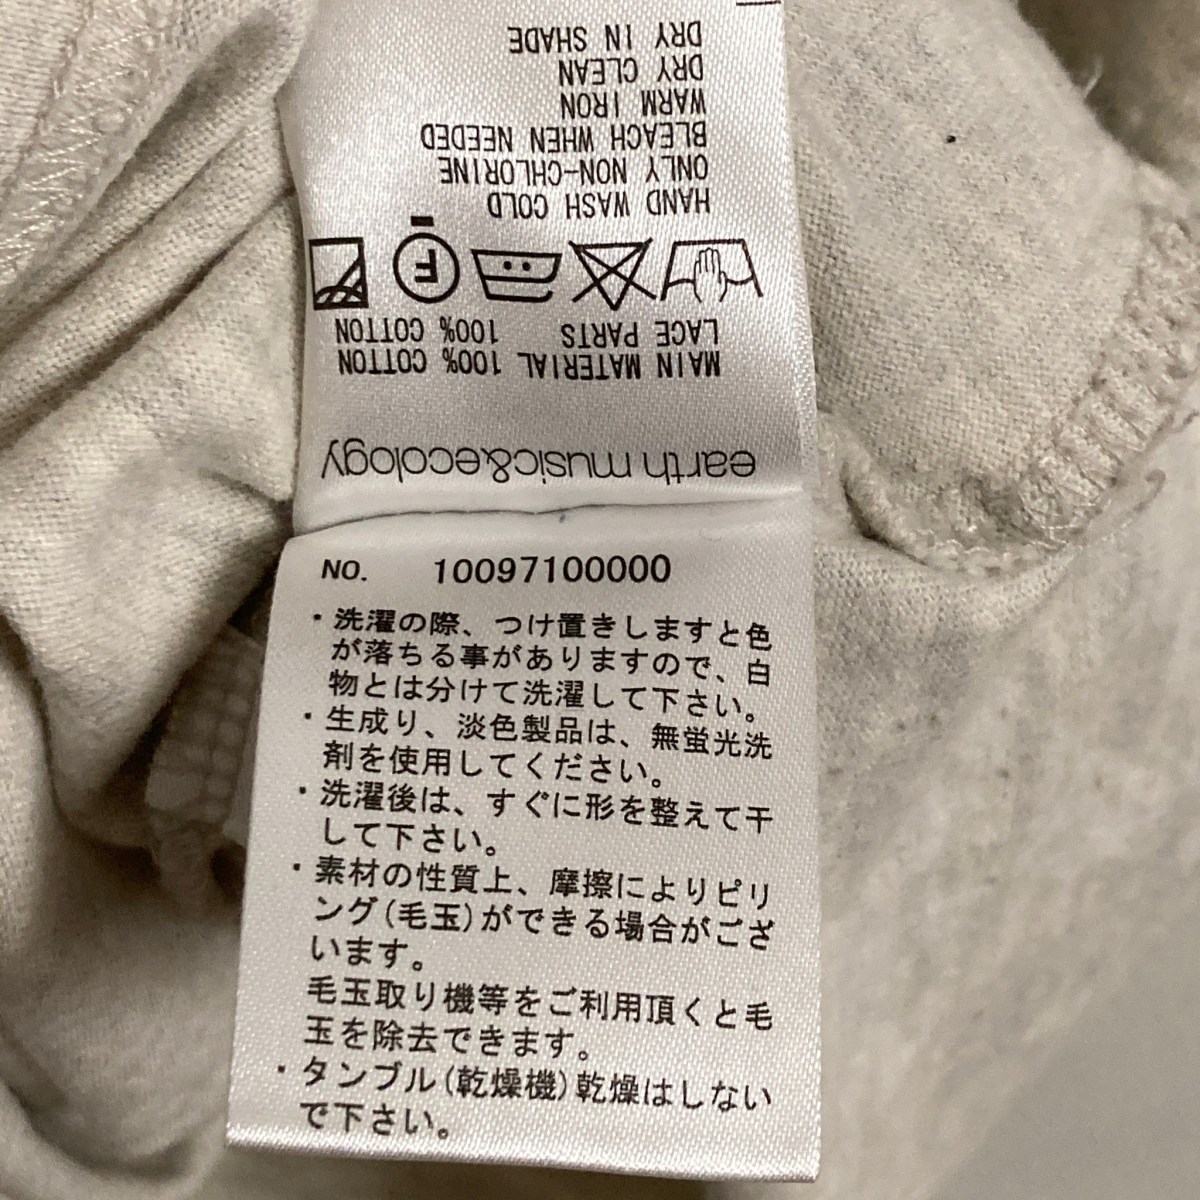 earth music&ecology
MAIN MATERIAL 100% COTTON
LACE PARTS 100% COTTON
F
HAND WASH COLD
ONLY NON-CHLORINE
BLEACH WHEN NEEDED
WARM IRON
DRY CLEAN
DRY IN SHADE
NO. 10097100000
・洗濯の際、つけ置きしますと色
が落ちる事がありますので、白
物とは分けて洗濯して下さい。
・生成り、淡色製品は、無蛍光洗
剤を使用してください。
・洗濯後は、すぐに形を整えて干
して下さい。
・素材の性質上、摩擦によりピリ
ング(毛玉)ができる場合がござ
います。
毛玉取り機等をご利用頂くと毛
玉を除去できます。
・タンブル(乾燥機)乾燥はしない
で下さい。